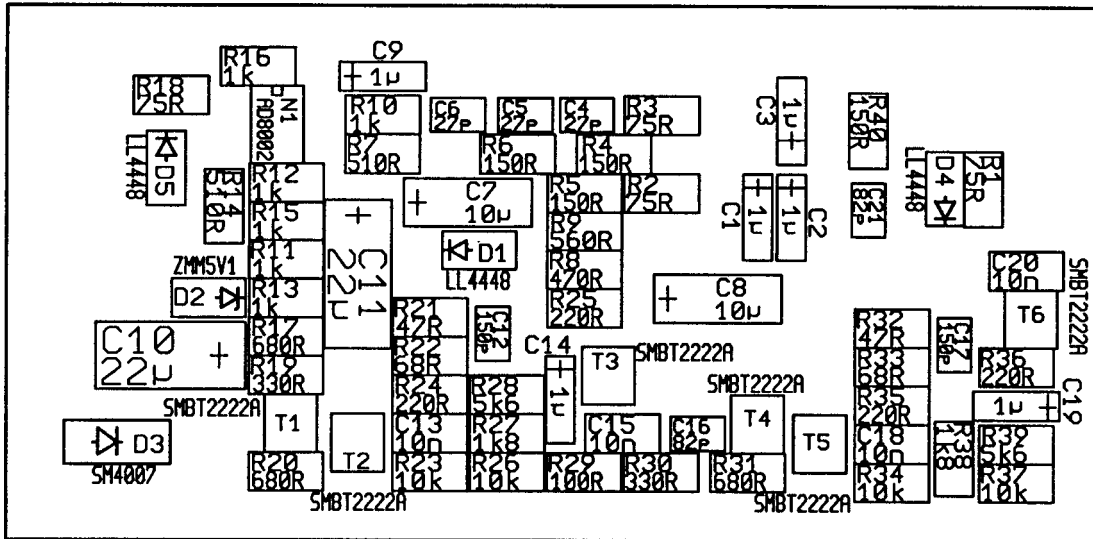 R16
1k
C9
1µ
R18
75R
N1
AD8002
R10
1k
R7
510R
C6
27p
C5
27p
C4
27p
R3
75R
R6
150R
R4
150R
C3
1µ
R40
150R
LL4448
D5
R14
510R
R12
1k
R15
1k
R11
1k
R13
1k
R17
680R
R19
330R
C7
10µ
R5
150R
R2
75R
R9
560R
R8
470R
R25
220R
C1
1µ
1µ
C2
C21
82p
LL4448
D4
R1
75R
ZMM5V1
D2
C11
22µ
D1
LL4448
C8
10µ
C20
10n
SMBT2222A
T6
C10
22µ
R21
47R
R22
68R
R24
220R
C13
10n
R23
10k
C12
150p
C14
1µ
T3
SMBT2222A
R32
47R
R33
68R
R35
220R
C18
10n
R34
10k
C17
150p
R36
220R
C19
1µ
SMBT2222A
T1
T2
SMBT2222A
R28
5k6
R27
1k8
R26
10k
C15
10n
C16
82p
SMBT2222A
T4
T5
SMBT2222A
R38
1k8
R39
5k6
R37
10k
D3
SM4007
R20
680R
R29
100R
R30
330R
R31
680R